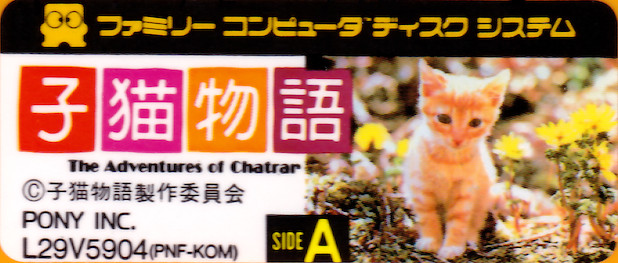 ファミリー コンピュータ™ ディスク システム
子猫物語
The Adventures of Chatran
©子猫物語製作委員会
PONY INC.
L29V5904(PNF-KOM)
SIDE A